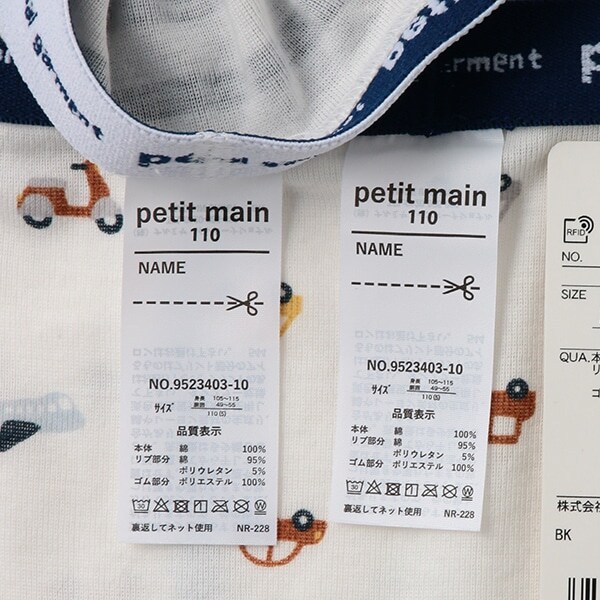 garment
garment
petit main
110
NAME
NO.9523403-10
サイズ
身長 105~115
胴囲 49~55
110(S)
品質表示
本体 綿 100%
リブ部分 綿 95%
ポリウレタン 5%
ゴム部分 ポリエステル 100%
裏返してネット使用 NR-228
petit main
110
NAME
NO.9523403-10
サイズ
身長 105~115
胴囲 49~55
110(S)
品質表示
本体 綿 100%
リブ部分 綿 95%
ポリウレタン 5%
ゴム部分 ポリエステル 100%
裏返してネット使用 NR-228
RFID
NO.
SIZE
QUA. 本
リ
ゴ
株式会
BK